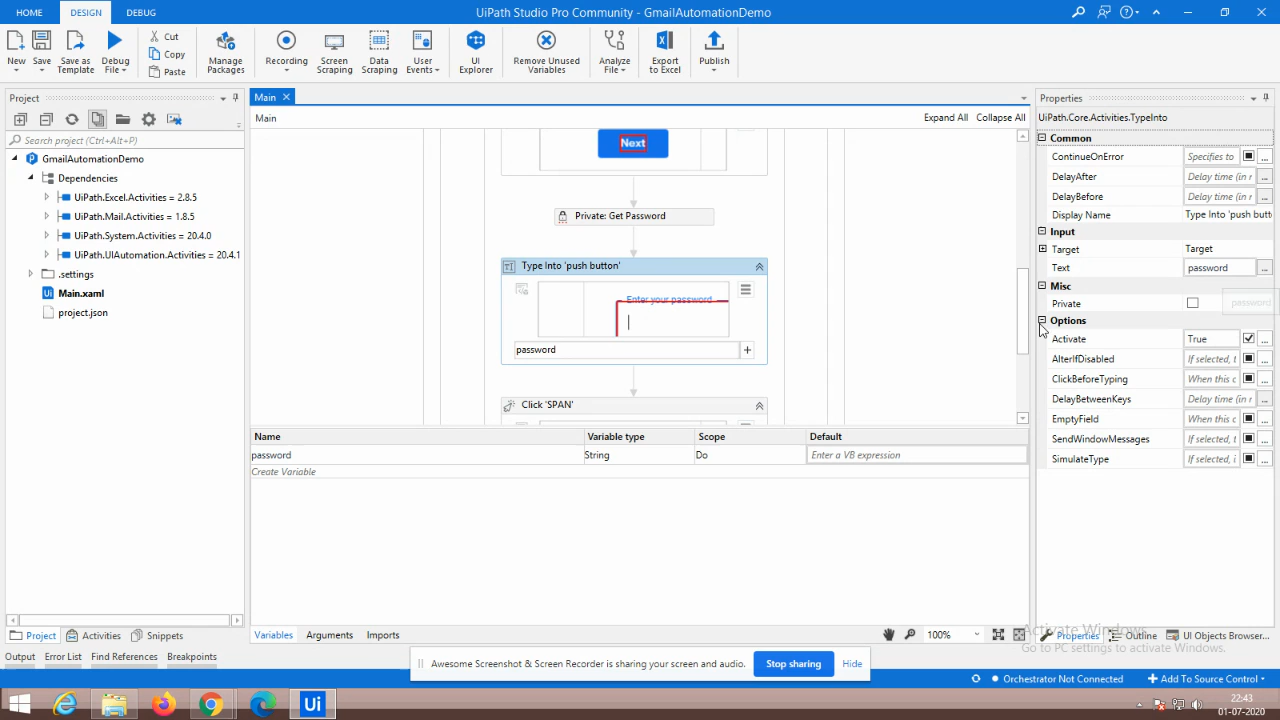 HOME DESIGN DEBUG
UiPath Studio Pro Community - GmailAutomationDemo
New Save Save as Template Debug File Cut Copy Paste Manage Packages Recording Screen Scraping Data Scraping User Events UI Explorer Remove Unused Variables Analyze File Export to Excel Publish
Project
Search project (Ctrl+Alt+P)
GmailAutomationDemo
Dependencies
UiPath.Excel.Activities = 2.8.5
UiPath.Mail.Activities = 1.8.5
UiPath.System.Activities = 20.4.0
UiPath.UIAutomation.Activities = 20.4.1
.settings
Main.xaml
project.json
Project Activities Snippets
Main
Main Expand All Collapse All
Next
Private: Get Password
Type Into 'push button'
Enter your password
password
Click 'SPAN'
Name Variable type Scope Default
password String Do Enter a VB expression
Create Variable
Variables Arguments Imports 100%
Properties
UiPath.Core.Activities.TypeInto
Common
ContinueOnError Specifies to
DelayAfter Delay time (in r
DelayBefore Delay time (in r
Display Name Type Into 'push butt
Input
Target Target
Text password
Misc
Private password
Options
Activate True
AlterIfDisabled If selected, t
ClickBeforeTyping When this c
DelayBetweenKeys Delay time (in r
EmptyField When this c
SendWindowMessages If selected, t
SimulateType If selected, i
Activate Windows
Go to PC settings to activate Windows.
Properties Outline UI Objects Browser...
Output Error List Find References Breakpoints
Awesome Screenshot & Screen Recorder is sharing your screen and audio. Stop sharing Hide
Orchestrator Not Connected Add To Source Control
Ui
22:43
01-07-2020